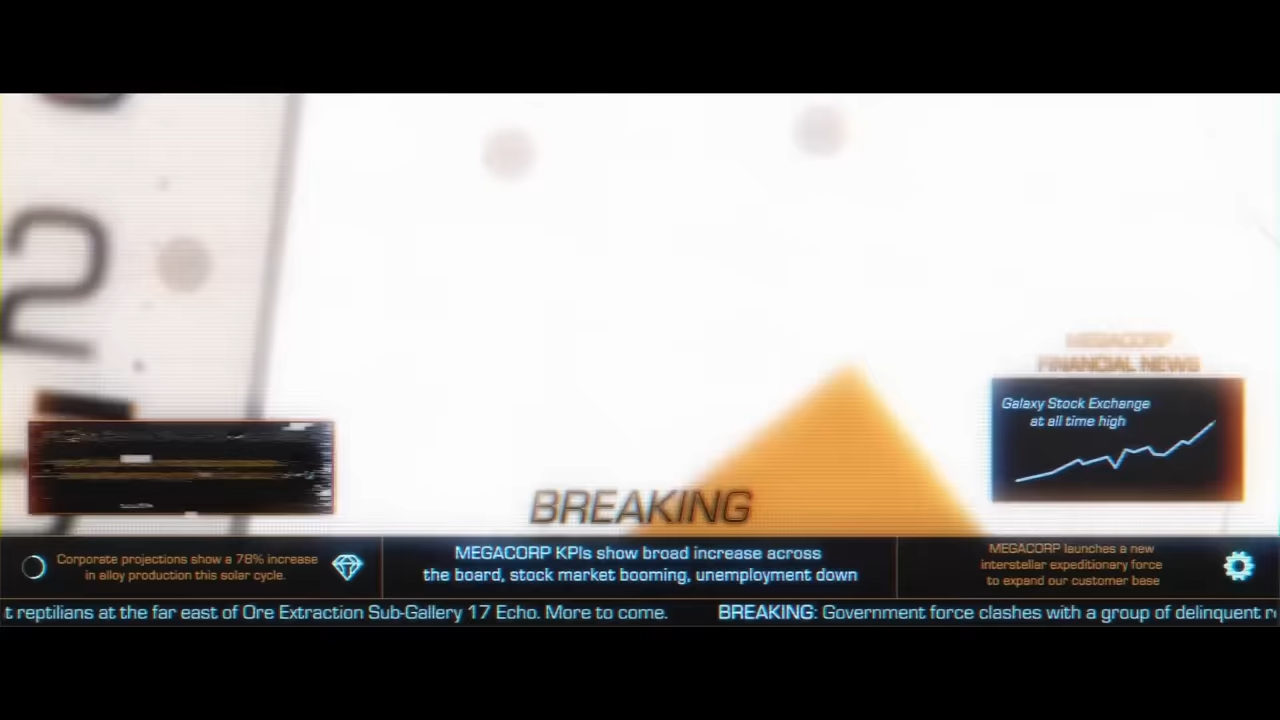 2
MEGACORP
FINANCIAL NEWS
Galaxy Stock Exchange
at all time high
BREAKING
Corporate projections show a 78% increase
in alloy production this solar cycle.
MEGACORP KPIs show broad increase across
the board, stock market booming, unemployment down
MEGACORP launches a new
interstellar expeditionary force
to expand our customer base
t reptilians at the far east of Ore Extraction Sub-Gallery 17 Echo. More to come. BREAKING: Government force clashes with a group of delinquent r